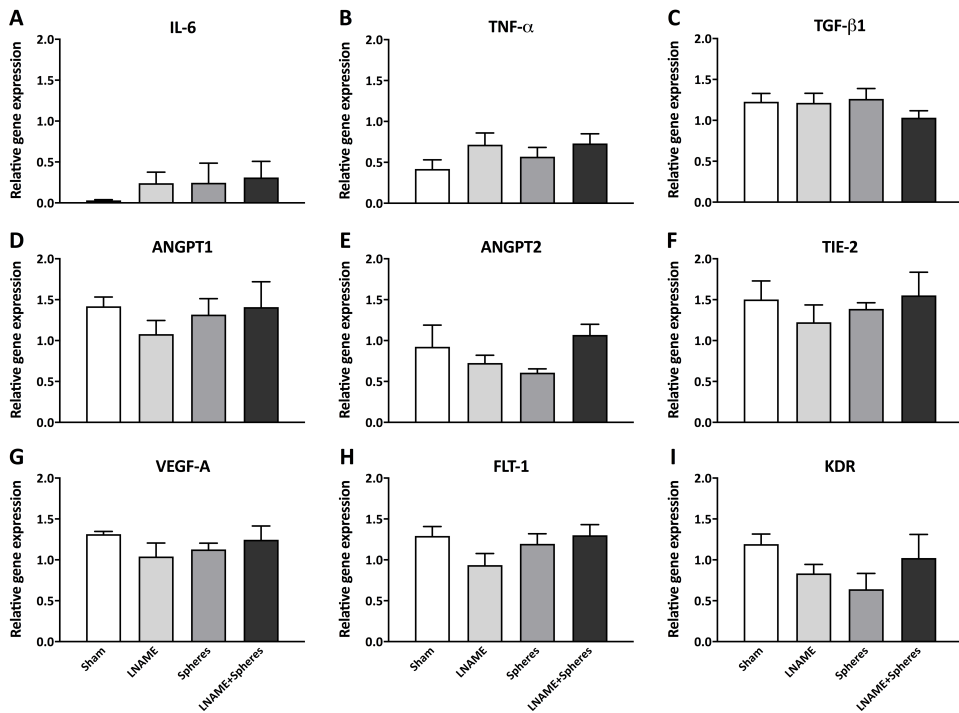 A
IL-6
Relative gene expression
2.0
1.5
1.0
0.5
0.0
B
TNF-α
Relative gene expression
2.0
1.5
1.0
0.5
0.0
C
TGF-β1
Relative gene expression
2.0
1.5
1.0
0.5
0.0
D
ANGPT1
Relative gene expression
2.0
1.5
1.0
0.5
0.0
E
ANGPT2
Relative gene expression
2.0
1.5
1.0
0.5
0.0
F
TIE-2
Relative gene expression
2.0
1.5
1.0
0.5
0.0
G
VEGF-A
Relative gene expression
2.0
1.5
1.0
0.5
0.0
Sham
LNAME
Spheres
LNAME+Spheres
H
FLT-1
Relative gene expression
2.0
1.5
1.0
0.5
0.0
Sham
LNAME
Spheres
LNAME+Spheres
I
KDR
Relative gene expression
2.0
1.5
1.0
0.5
0.0
Sham
LNAME
Spheres
LNAME+Spheres